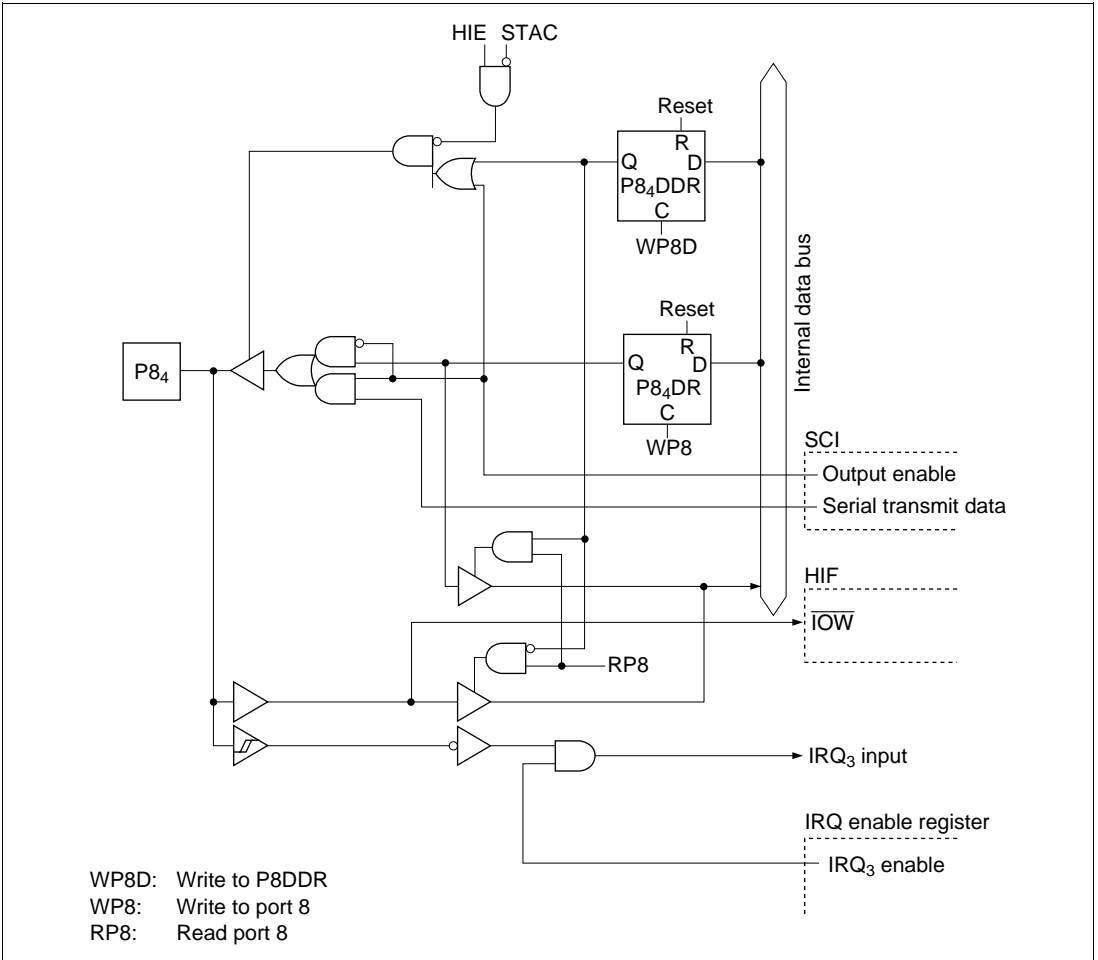 HIE STAC
Reset
R
Q D
P8₄DDR
C
WP8D
Internal data bus
Reset
R
Q D
P8₄DR
C
WP8
P8₄
SCI
Output enable
Serial transmit data
HIF
I̅O̅W̅
RP8
IRQ₃ input
IRQ enable register
IRQ₃ enable
WP8D: Write to P8DDR
WP8: Write to port 8
RP8: Read port 8